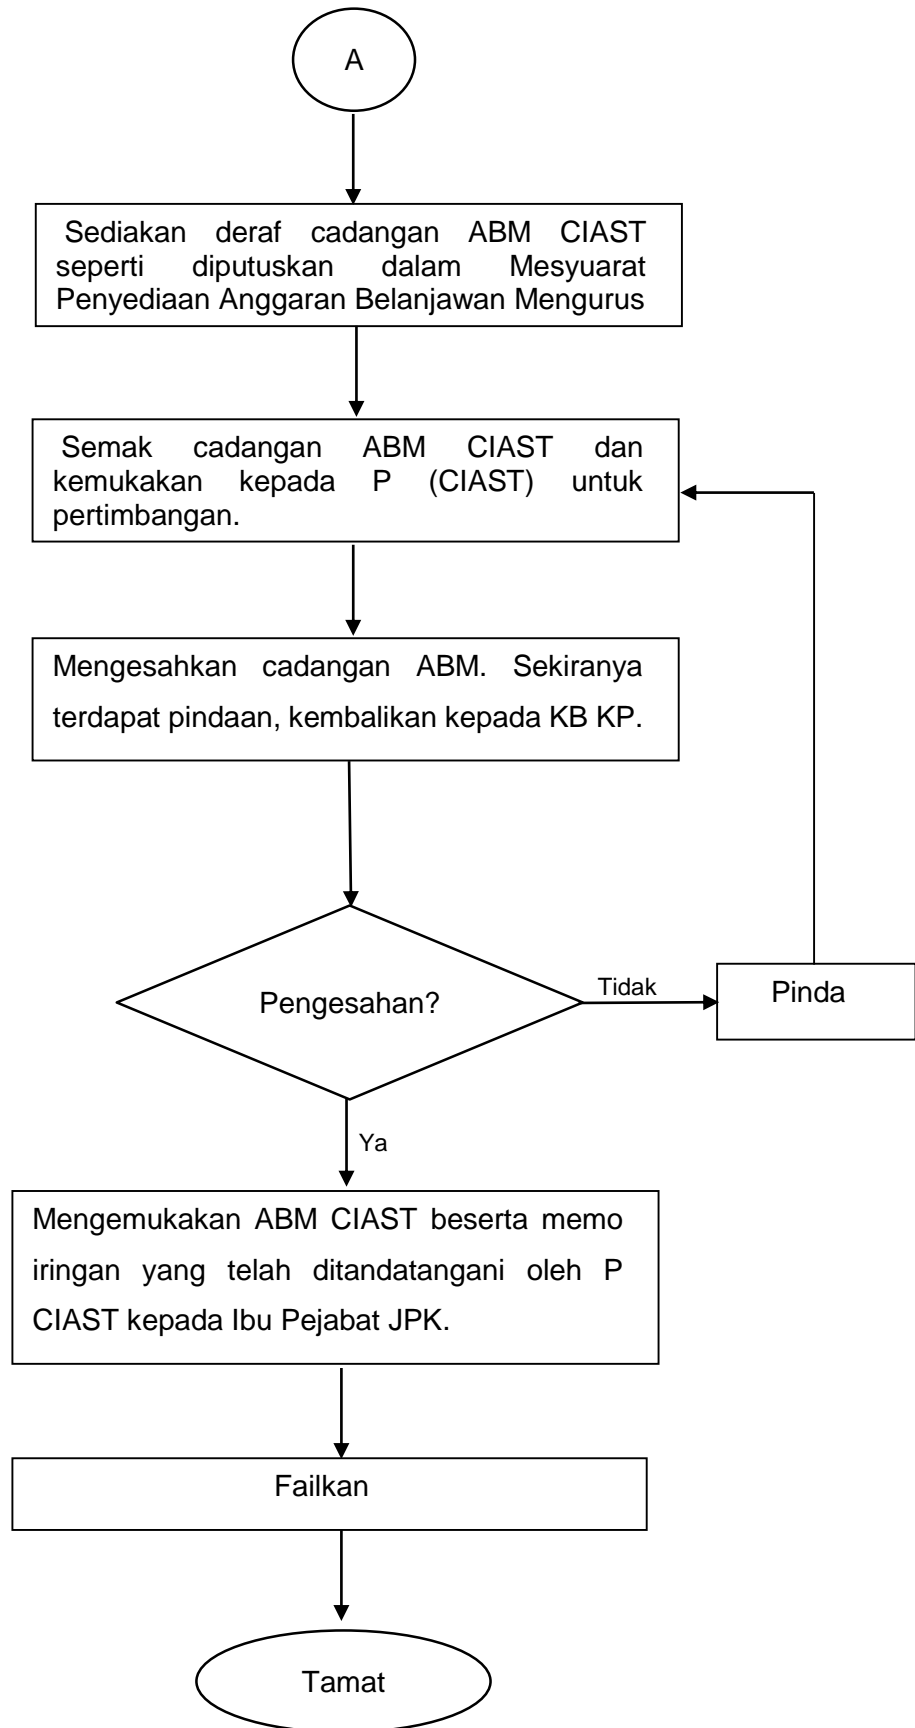 A
Sediakan deraf cadangan ABM CIAST
seperti diputuskan dalam Mesyuarat
Penyediaan Anggaran Belanjawan Mengurus
Semak cadangan ABM CIAST dan
kemukakan kepada P (CIAST) untuk
pertimbangan.
Mengesahkan cadangan ABM. Sekiranya
terdapat pindaan, kembalikan kepada KB KP.
Pengesahan?
Tidak
Pinda
Ya
Mengemukakan ABM CIAST beserta memo
iringan yang telah ditandatangani oleh P
CIAST kepada Ibu Pejabat JPK.
Failkan
Tamat